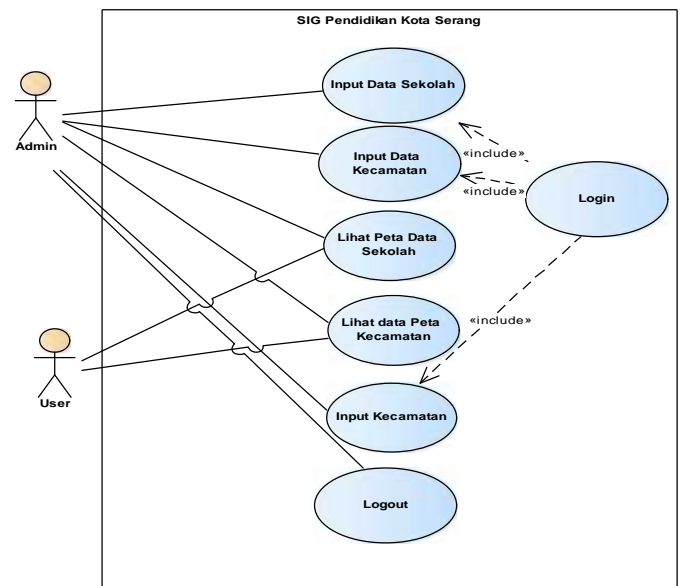 SIG Pendidikan Kota Serang
Input Data Sekolah
Admin
«include»
Input Data
Kecamatan
«include»
Login
Lihat Peta Data
Sekolah
«include»
Lihat data Peta
Kecamatan
User
Input Kecamatan
Logout